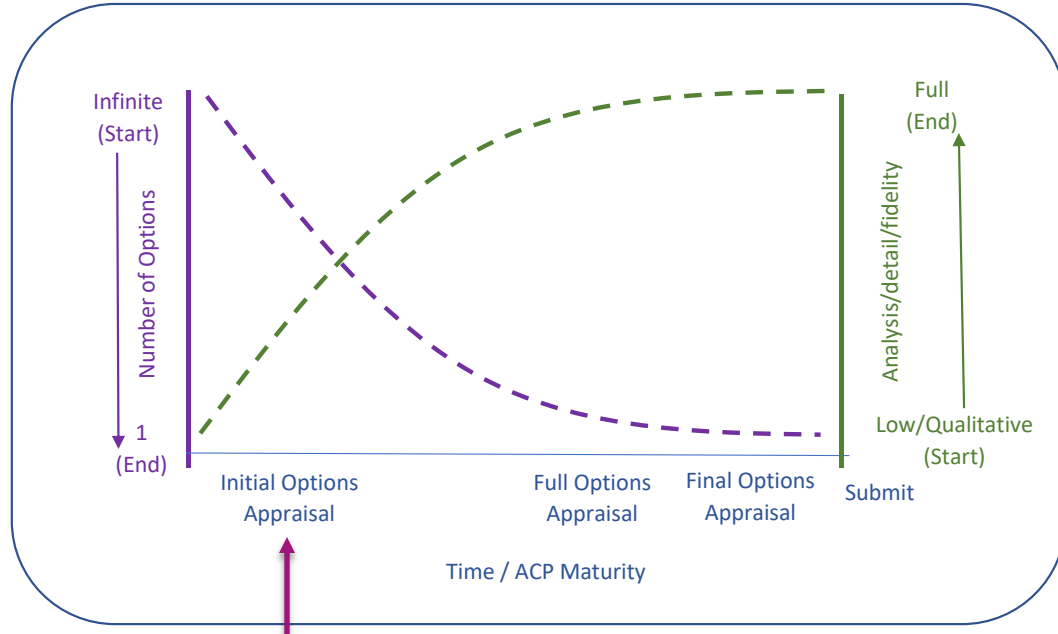 Infinite
(Start)
Number of Options
1
(End)
Full
(End)
Analysis/detail/fidelity
Low/Qualitative
(Start)
Initial Options
Appraisal
Full Options
Appraisal
Final Options
Appraisal
Submit
Time / ACP Maturity